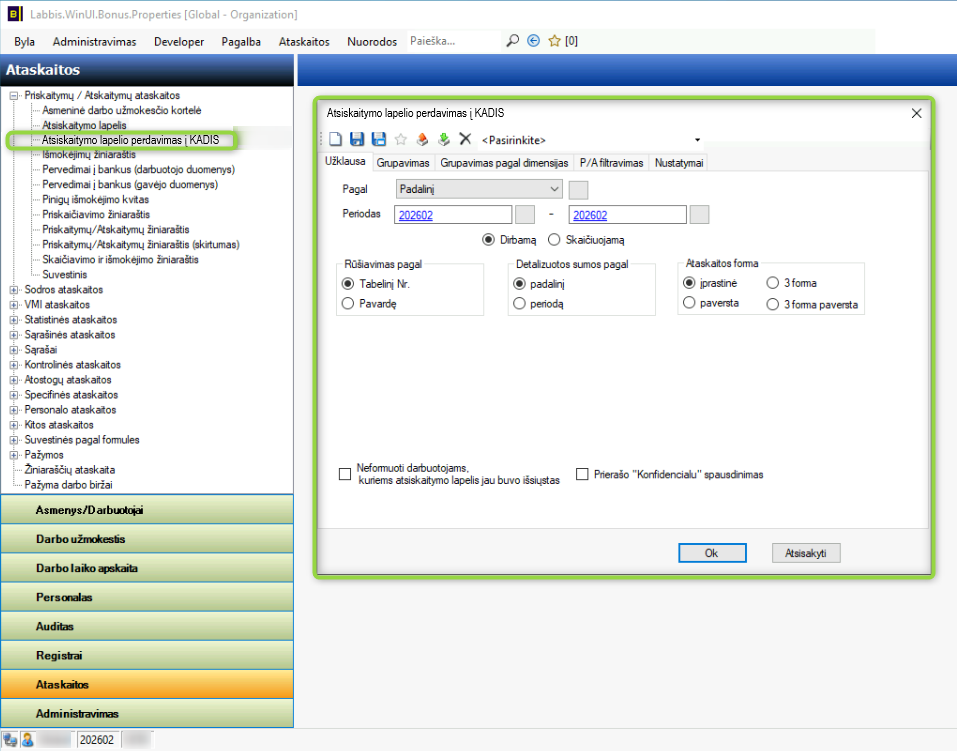 Labbis.WinUI.Bonus.Properties [Global - Organization]
Byla Administravimas Developer Pagalba Ataskaitos Nuorodos Paieška... [0]
Ataskaitos
Priskaitymų / Atskaitymų ataskaitos
Asmeninė darbo užmokesčio kortelė
Atsiskaitymo lapelis
Atsiskaitymo lapelio perdavimas į KADIS
Išmokėjimų žiniaraštis
Pervedimai į bankus (darbuotojo duomenys)
Pervedimai į bankus (gavėjo duomenys)
Pinigų išmokėjimo kvitas
Priskaičiavimo žiniaraštis
Priskaitymų/Atskaitymų žiniaraštis
Priskaitymų/Atskaitymų žiniaraštis (skirtumas)
Skaičiavimo ir išmokėjimo žiniaraštis
Suvestinis
Sodros ataskaitos
VMI ataskaitos
Statistinės ataskaitos
Sąrašinės ataskaitos
Sąrašai
Kontrolinės ataskaitos
Atostogų ataskaitos
Specifinės ataskaitos
Personalo ataskaitos
Kitos ataskaitos
Suvestinės pagal formules
Pažymos
Žiniaraščių ataskaita
Pažyma darbo biržai
Asmenys/Darbuotojai
Darbo užmokestis
Darbo laiko apskaita
Personalas
Auditas
Registrai
Ataskaitos
Administravimas
202602
Atsiskaitymo lapelio perdavimas į KADIS
<Pasirinkite>
Užklausa Grupavimas Grupavimas pagal dimensijas P/A filtravimas Nustatymai
Pagal Padalinį
Periodas 202602 - 202602
Dirbamą Skaičiuojamą
Rūšiavimas pagal
Tabelinį Nr.
Pavardę
Detalizuotos sumos pagal
padalinį
periodą
Ataskaitos forma
įprastinė 3 forma
paversta 3 forma paversta
Neformuoti darbuotojams,
kuriems atsiskaitymo lapelis jau buvo išsiųstas
Prierašo "Konfidencialu" spausdinimas
Ok Atsisakyti